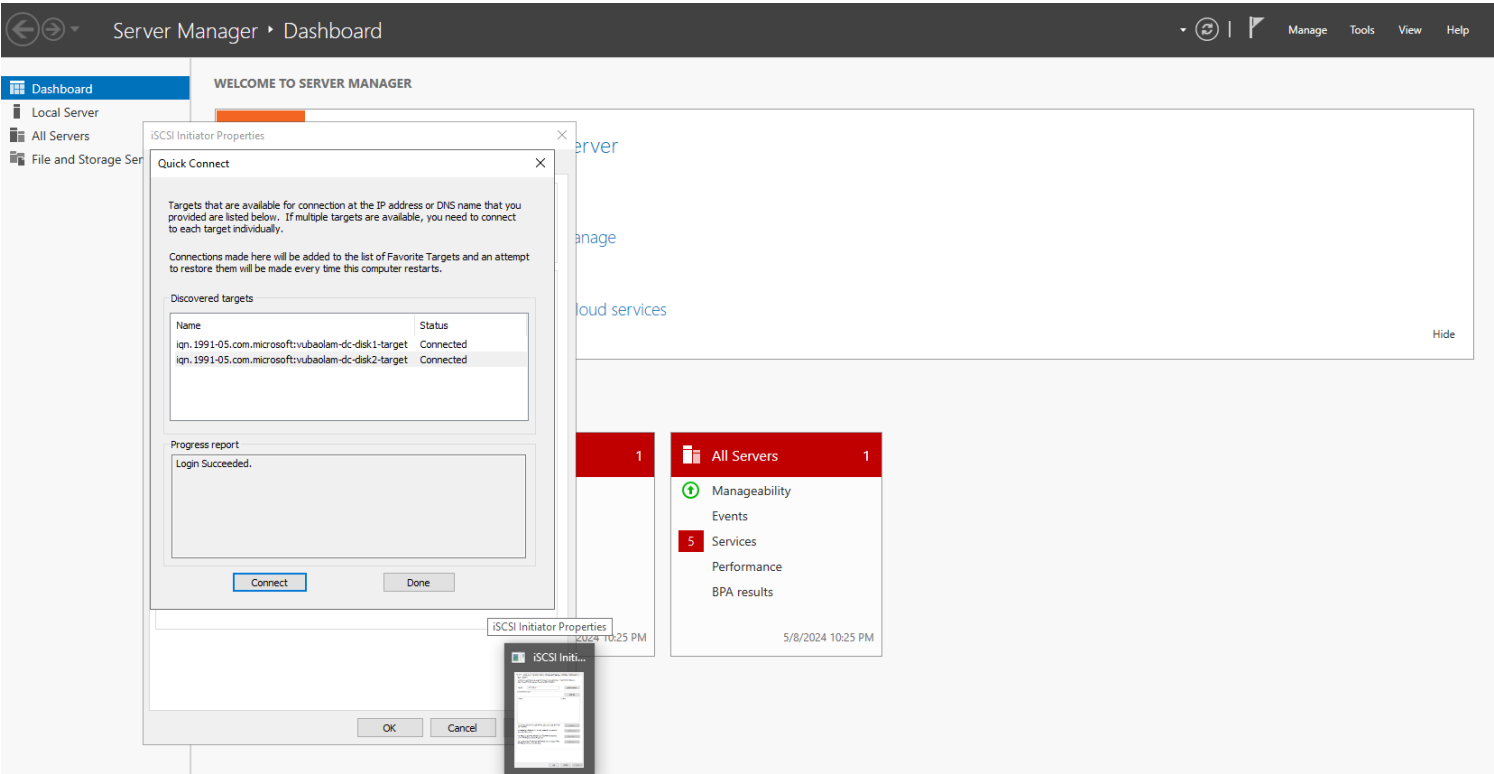 Server Manager ‣ Dashboard
Manage Tools View Help
Dashboard
Local Server
All Servers
File and Storage Ser
WELCOME TO SERVER MANAGER
erver
anage
loud services
Hide
iSCSI Initiator Properties
Quick Connect
Targets that are available for connection at the IP address or DNS name that you
provided are listed below. If multiple targets are available, you need to connect
to each target individually.
Connections made here will be added to the list of Favorite Targets and an attempt
to restore them will be made every time this computer restarts.
Discovered targets
Name Status
iqn.1991-05.com.microsoft:vubaolam-dc-disk1-target Connected
iqn.1991-05.com.microsoft:vubaolam-dc-disk2-target Connected
Progress report
Login Succeeded.
Connect Done
OK Cancel
iSCSI Initiator Properties
iSCSI Initi...
1
2024 10:25 PM
All Servers 1
Manageability
Events
5 Services
Performance
BPA results
5/8/2024 10:25 PM